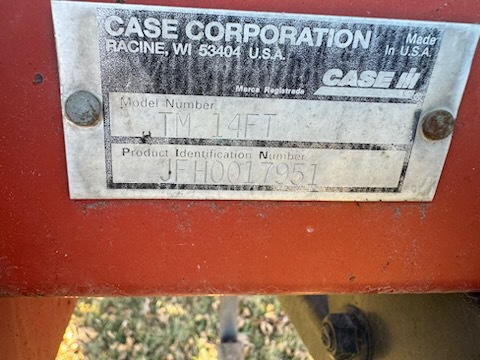 CASE CORPORATION
RACINE, WI 53404 U.S.A.
Made
In U.S.A.
CASE IH
Marca Registrada
Model Number
TM 14FT
Product Identification Number
JFH0017951